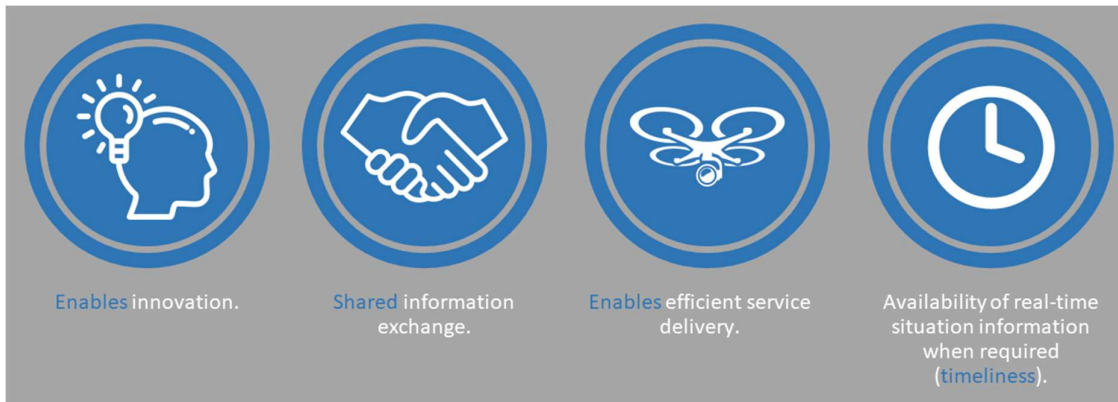 Enables innovation.
Shared information
exchange.
Enables efficient service
delivery.
Availability of real-time
situation information
when required
(timeliness).